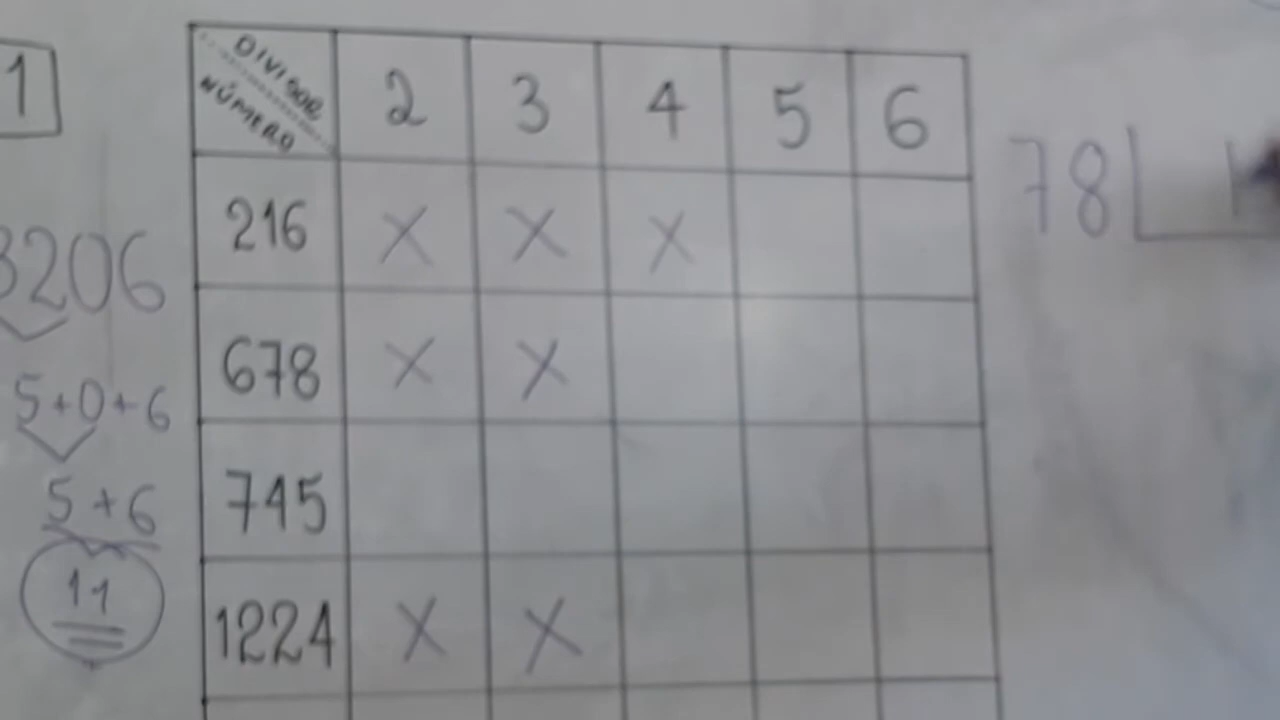 1
DIVISOR
NÚMERO
2 3 4 5 6
216 X X X
678 X X
745
1224 X X
3206
5+0+6
5+6
11
78